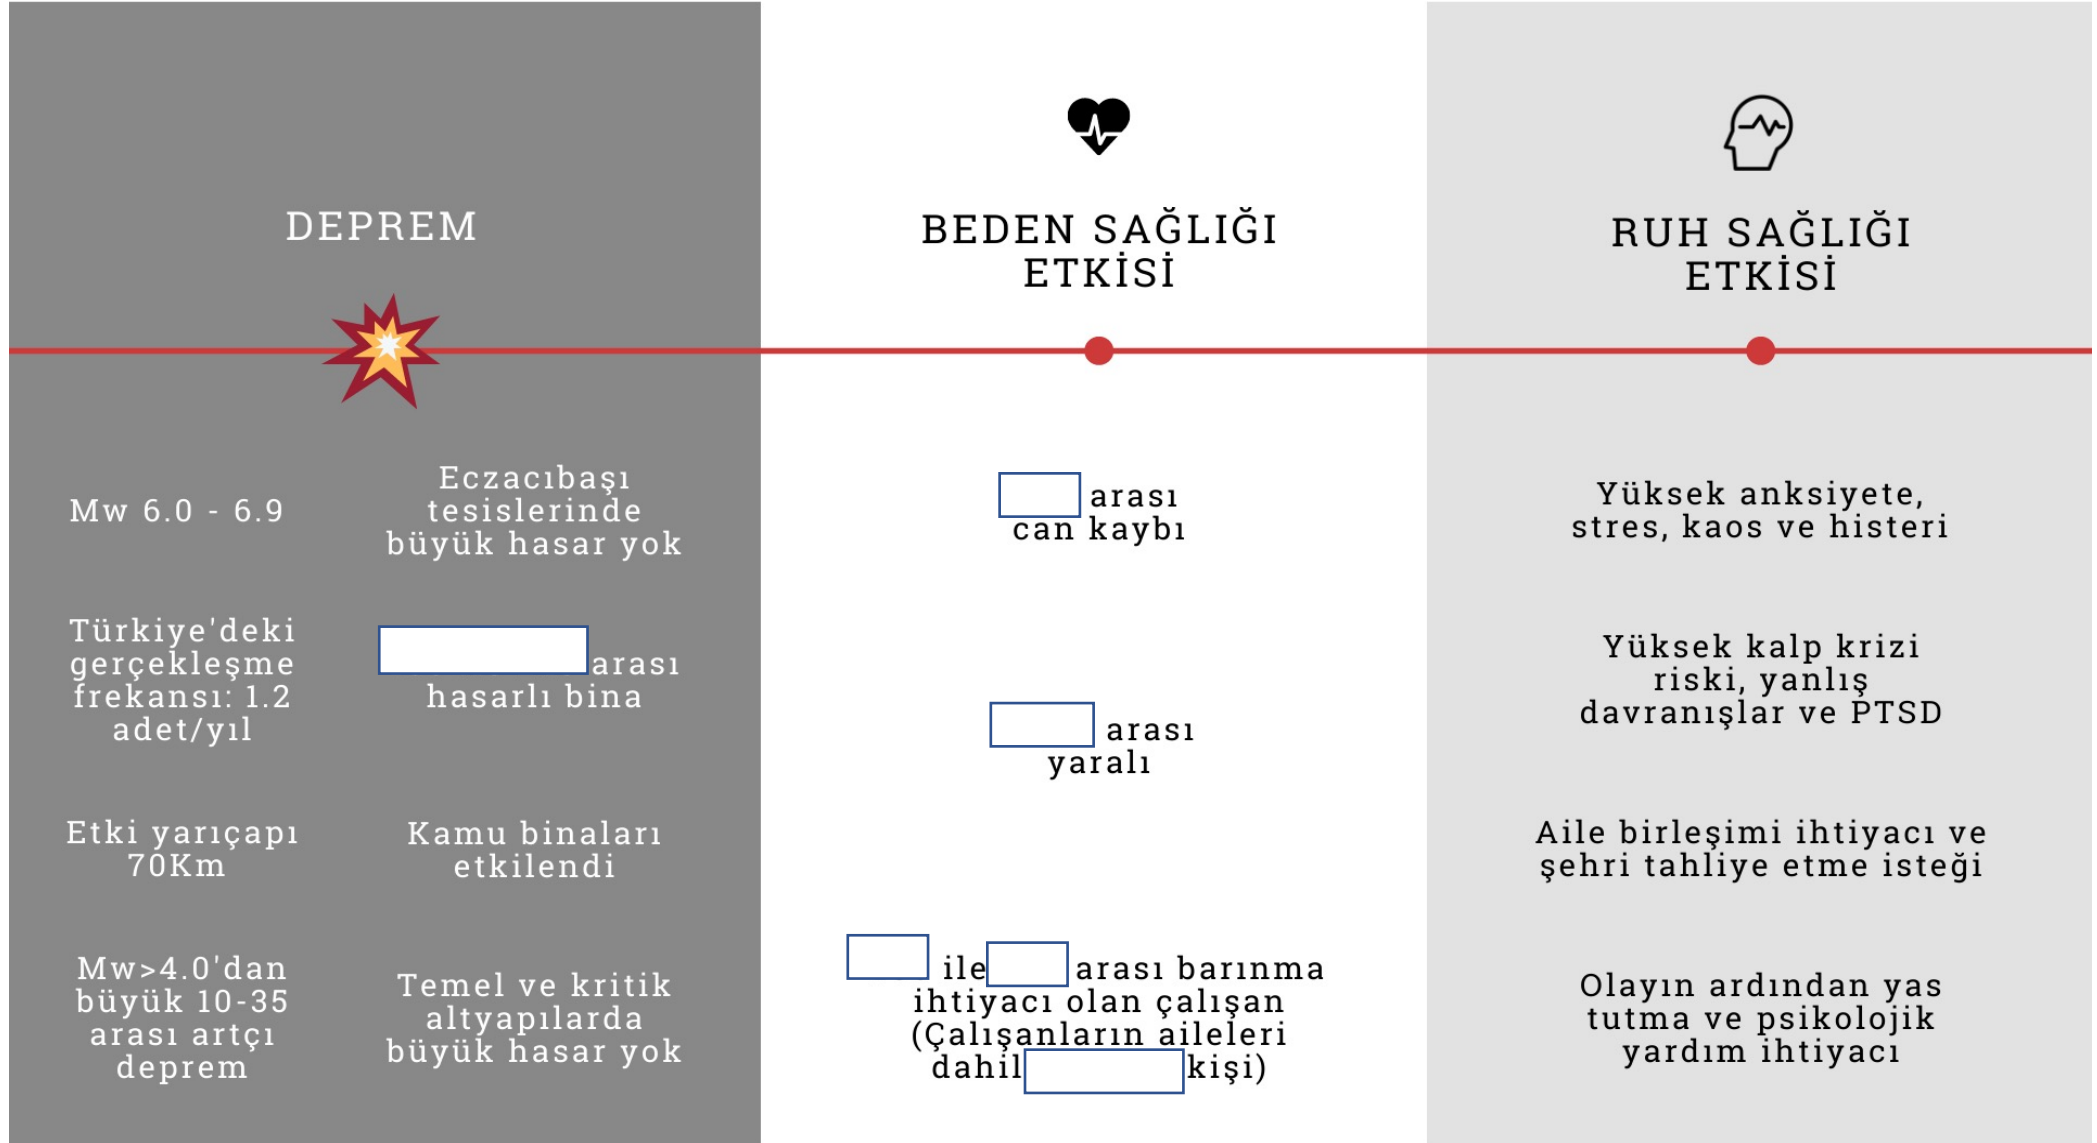 DEPREM
Mw 6.0 - 6.9
Türkiye'deki
gerçekleşme
frekansı: 1.2
adet/yıl
Etki yarıçapı
70Km
Mw>4.0'dan
büyük 10-35
arası artçı
deprem
Eczacıbaşı
tesislerinde
büyük hasar yok
arası
hasarlı bina
Kamu binaları
etkilendi
Temel ve kritik
altyapılarda
büyük hasar yok
BEDEN SAĞLIĞI
ETKİSİ
arası
can kaybı
arası
yaralı
ile arası barınma
ihtiyacı olan çalışan
(Çalışanların aileleri
dahil kişi)
RUH SAĞLIĞI
ETKİSİ
Yüksek anksiyete,
stres, kaos ve histeri
Yüksek kalp krizi
riski, yanlış
davranışlar ve PTSD
Aile birleşimi ihtiyacı ve
şehri tahliye etme isteği
Olayın ardından yas
tutma ve psikolojik
yardım ihtiyacı